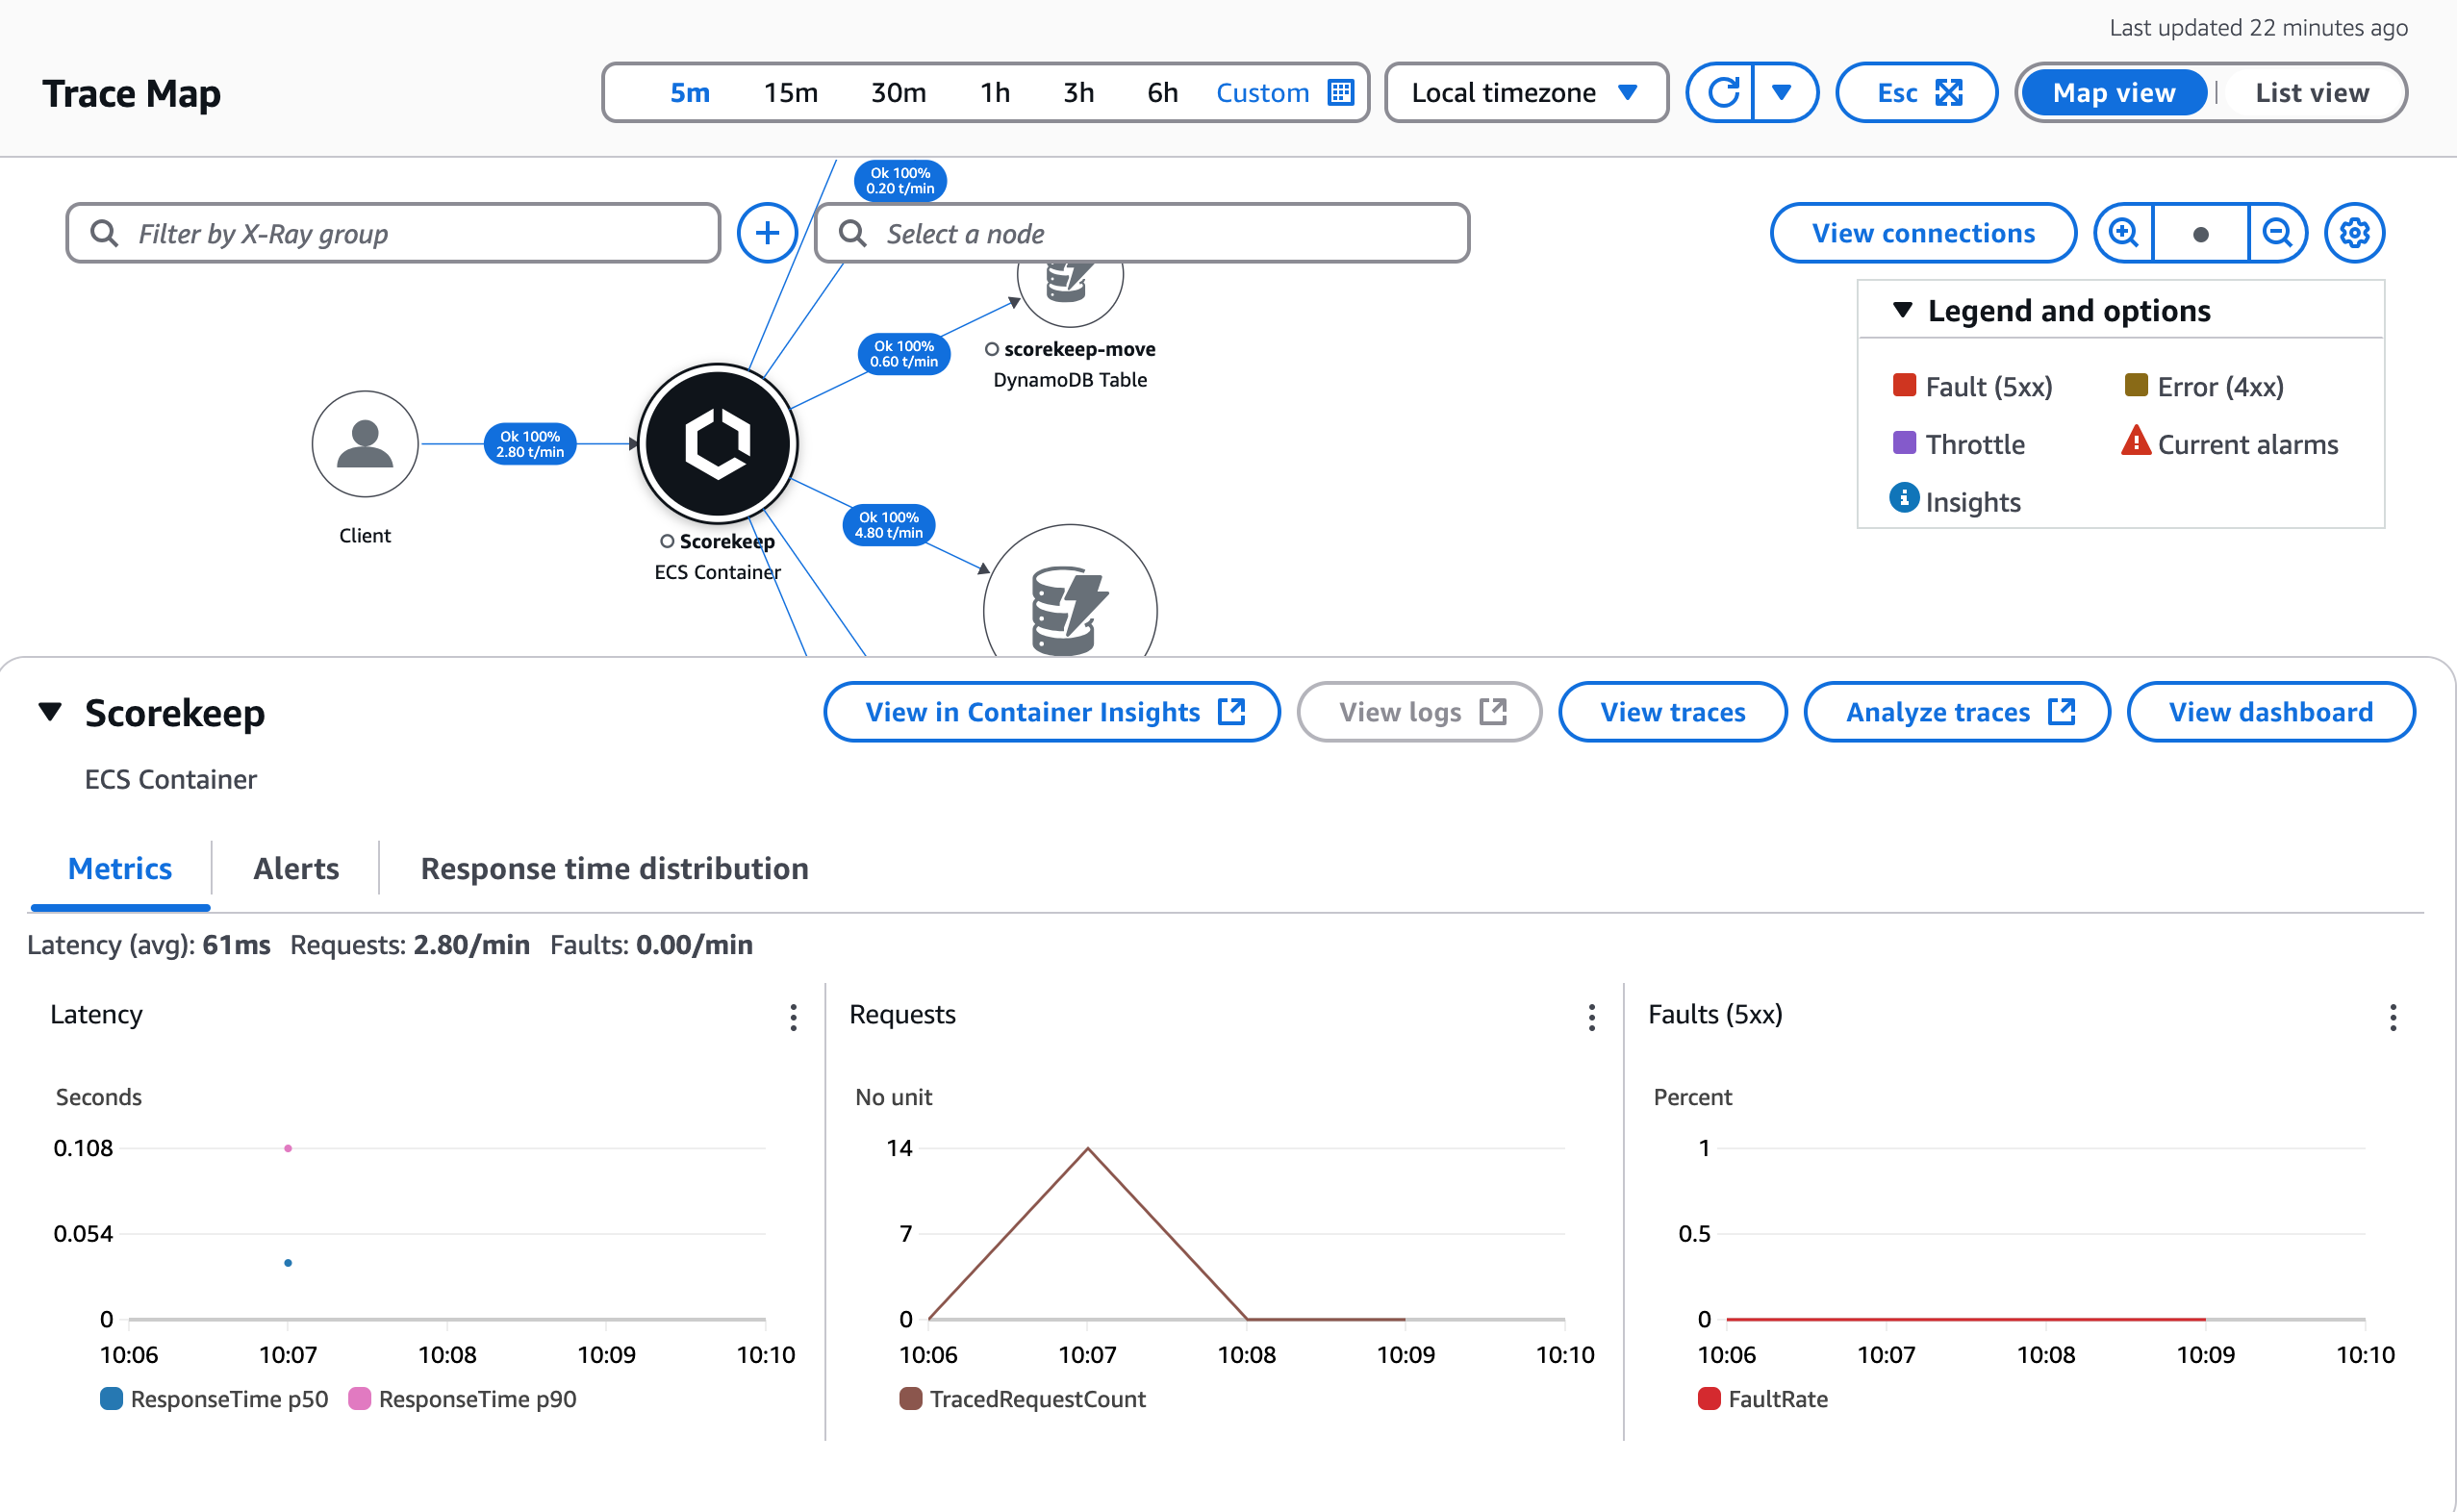 Last updated 22 minutes ago
Trace Map
5m 15m 30m 1h 3h 6h Custom
Local timezone
Esc
Map view | List view
Ok 100%
0.20 t/min
Filter by X-Ray group
Select a node
View connections
Legend and options
Fault (5xx) Error (4xx)
Throttle Current alarms
Insights
Ok 100%
0.60 t/min
scorekeep-move
DynamoDB Table
Ok 100%
2.80 t/min
Client
Scorekeep
ECS Container
Ok 100%
4.80 t/min
Scorekeep
ECS Container
View in Container Insights
View logs
View traces
Analyze traces
View dashboard
Metrics Alerts Response time distribution
Latency (avg): 61ms Requests: 2.80/min Faults: 0.00/min
Latency
Seconds
0.108
0.054
0
10:06 10:07 10:08 10:09 10:10
ResponseTime p50 ResponseTime p90
Requests
No unit
14
7
0
10:06 10:07 10:08 10:09 10:10
TracedRequestCount
Faults (5xx)
Percent
1
0.5
0
10:06 10:07 10:08 10:09 10:10
FaultRate